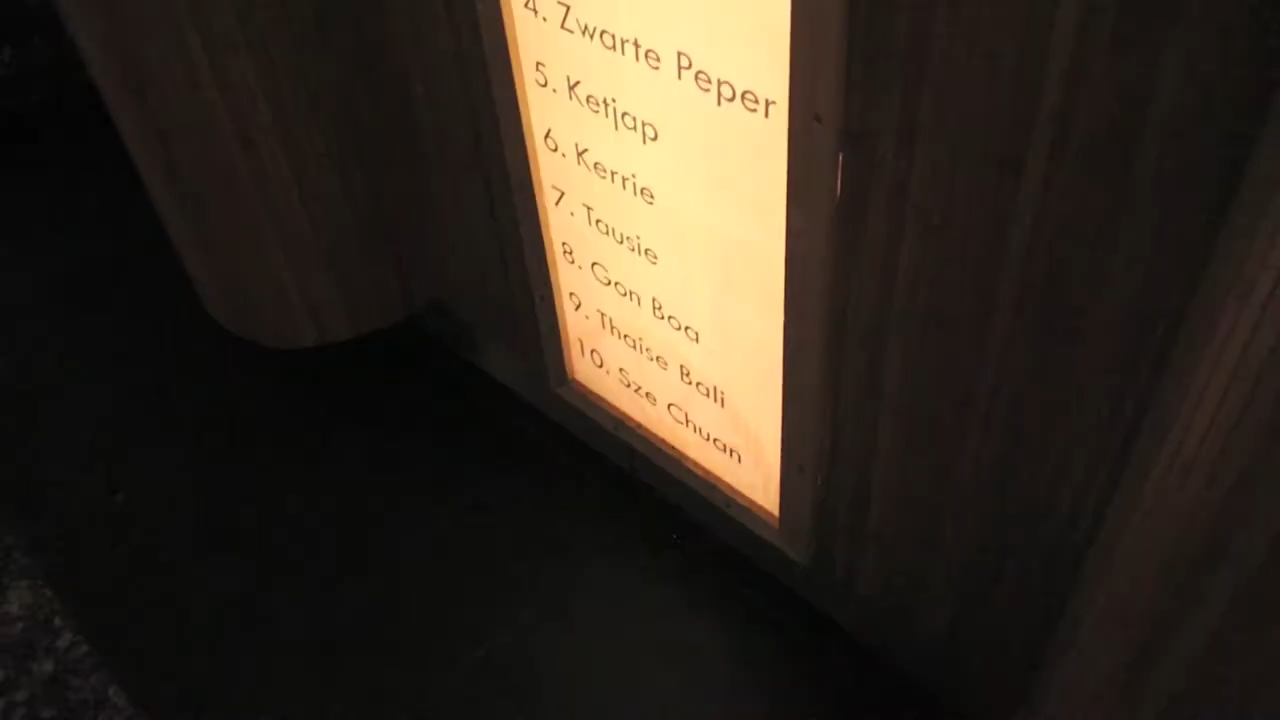 4. Zwarte Peper
5. Ketjap
6. Kerrie
7. Tausie
8. Gon Boa
9. Thaise Bali
10. Sze Chuan